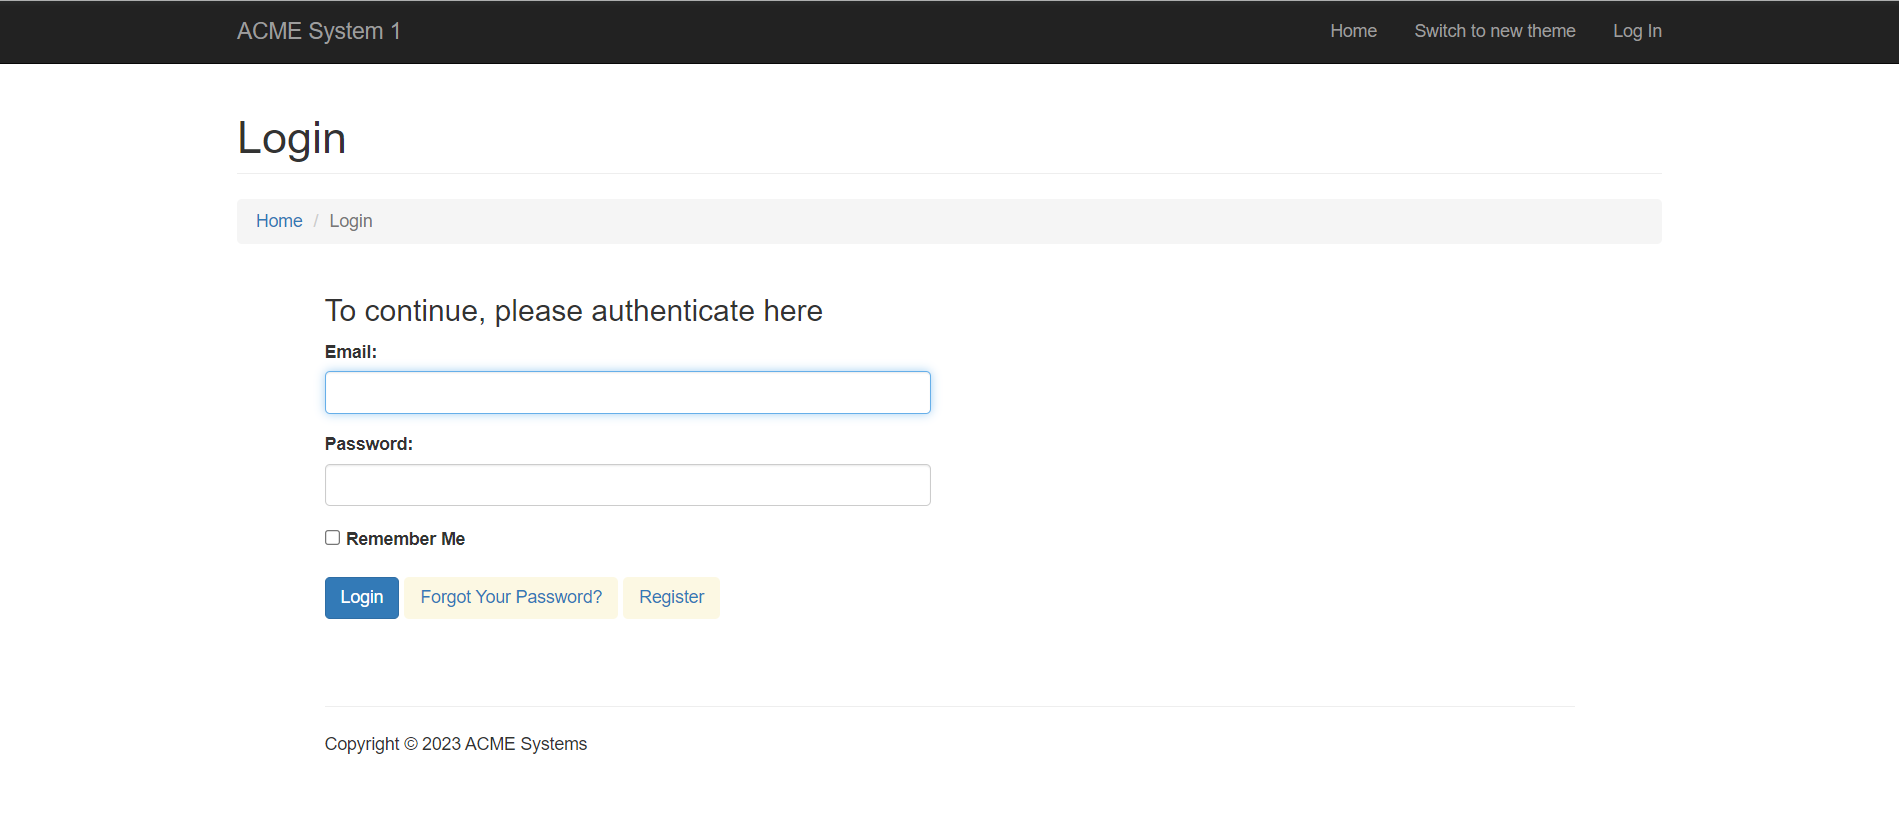 ACME System 1 Home Switch to new theme Log In
Login
Home / Login
To continue, please authenticate here
Email:
Password:
Remember Me
Login Forgot Your Password? Register
Copyright © 2023 ACME Systems